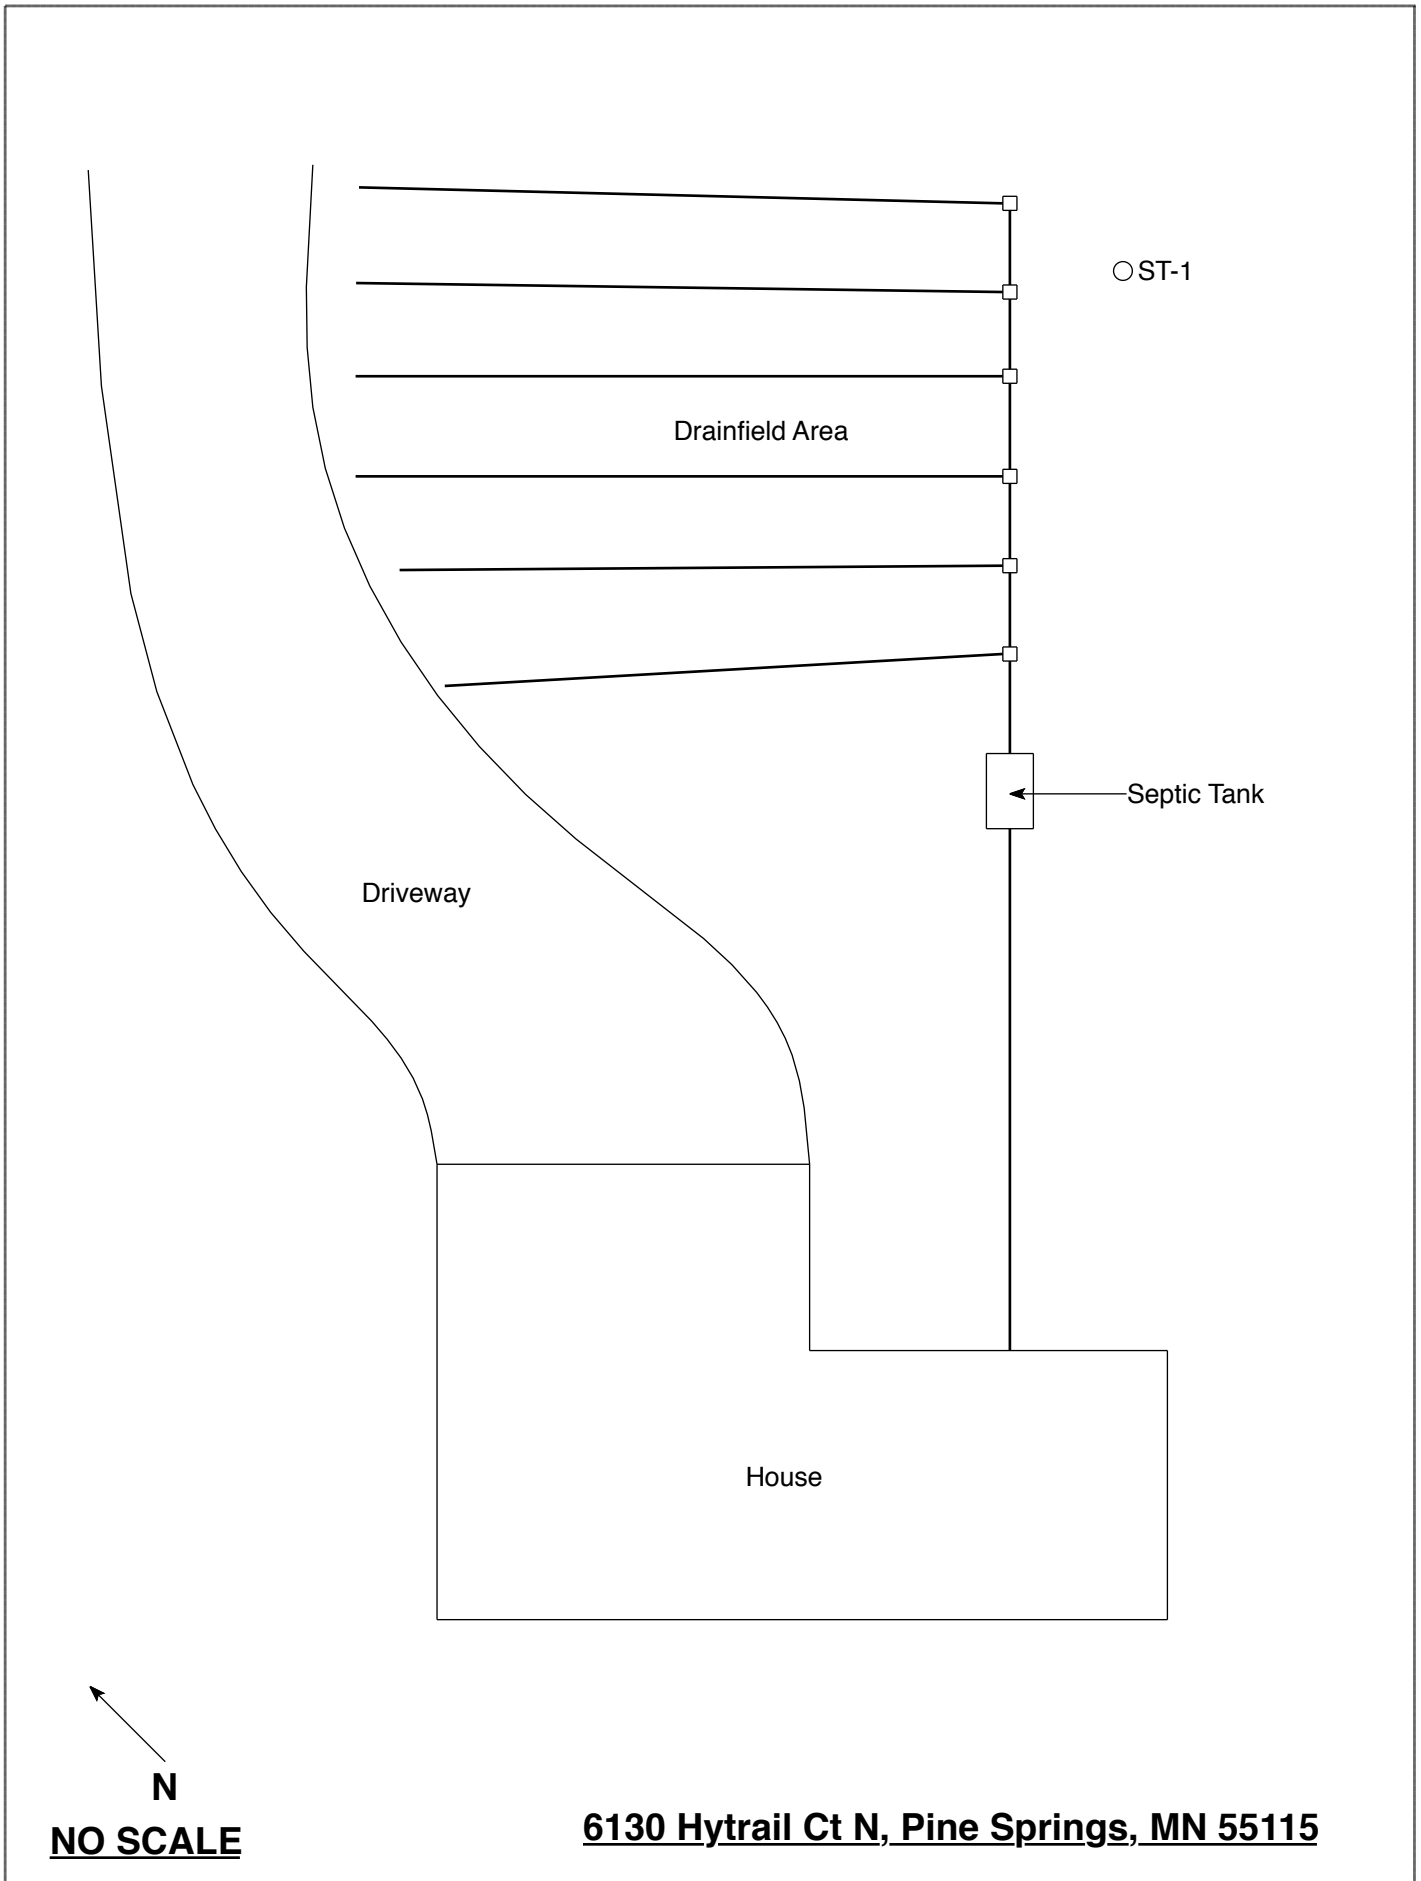 ST-1
Drainfield Area
Septic Tank
Driveway
House
N
NO SCALE
6130 Hytrail Ct N, Pine Springs, MN 55115